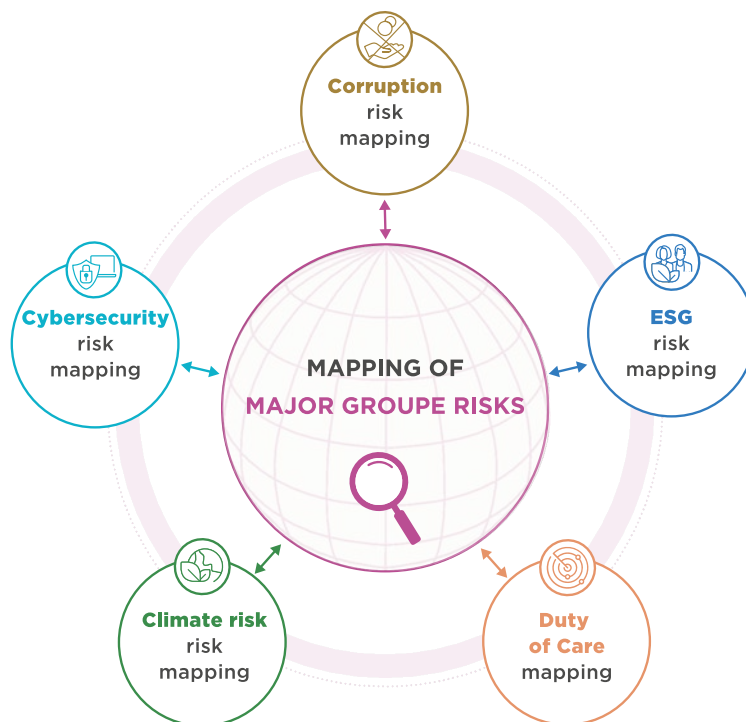 Corruption
risk
mapping
Cybersecurity
risk
mapping
ESG
risk
mapping
MAPPING OF
MAJOR GROUPE RISKS
Climate risk
risk
mapping
Duty
of Care
mapping